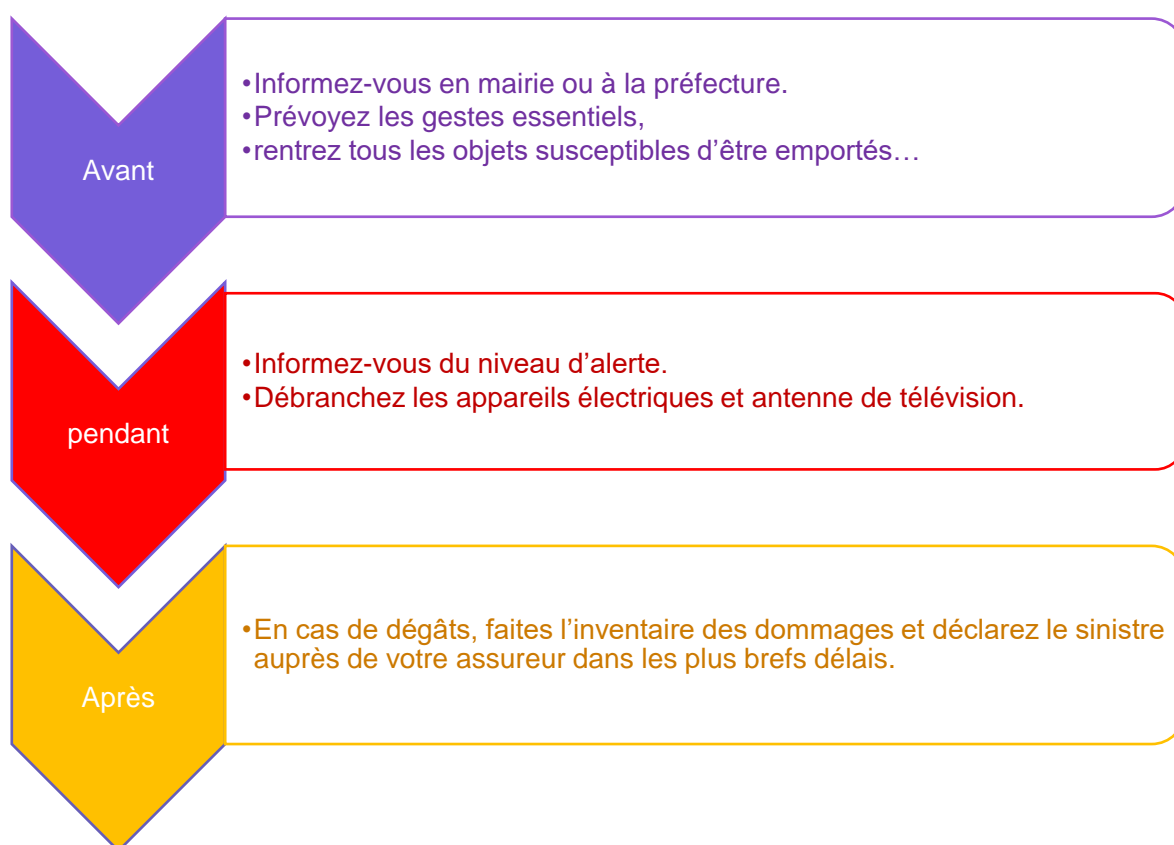 Avant
•Informez-vous en mairie ou à la préfecture.
•Prévoyez les gestes essentiels,
•rentrez tous les objets susceptibles d'être emportés…
pendant
•Informez-vous du niveau d'alerte.
•Débranchez les appareils électriques et antenne de télévision.
Après
•En cas de dégâts, faites l'inventaire des dommages et déclarez le sinistre
auprès de votre assureur dans les plus brefs délais.